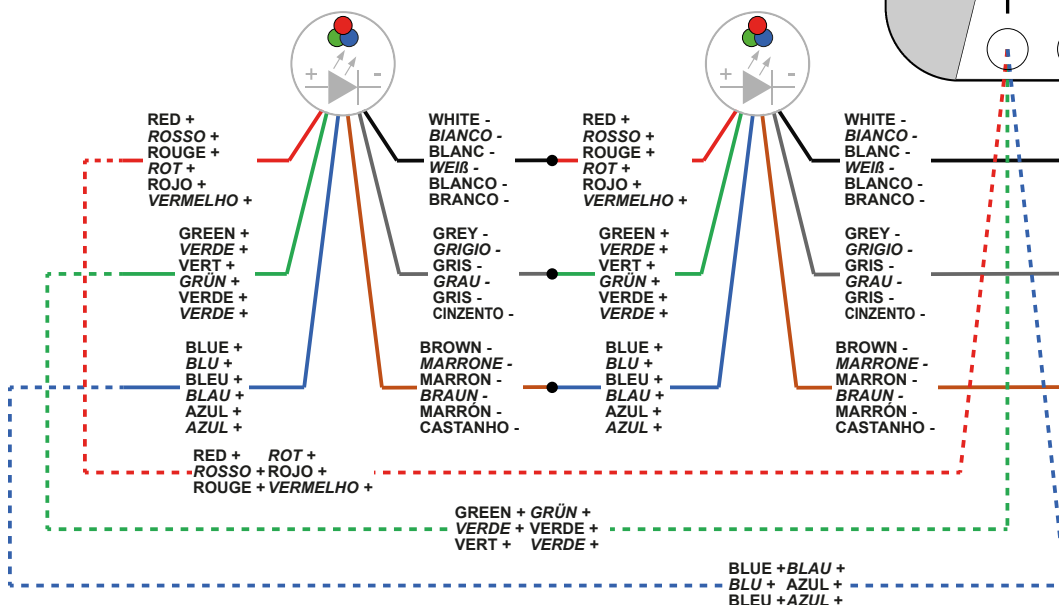 + -
+ -
RED +
ROSSO +
ROUGE +
ROT +
ROJO +
VERMELHO +
WHITE -
BIANCO -
BLANC -
WEIß -
BLANCO -
BRANCO -
RED +
ROSSO +
ROUGE +
ROT +
ROJO +
VERMELHO +
WHITE -
BIANCO -
BLANC -
WEIß -
BLANCO -
BRANCO -
GREEN +
VERDE +
VERT +
GRÜN +
VERDE +
VERDE +
GREY -
GRIGIO -
GRIS -
GRAU -
GRIS -
CINZENTO -
GREEN +
VERDE +
VERT +
GRÜN +
VERDE +
VERDE +
GREY -
GRIGIO -
GRIS -
GRAU -
GRIS -
CINZENTO -
BLUE +
BLU +
BLEU +
BLAU +
AZUL +
AZUL +
BROWN -
MARRONE -
MARRON -
BRAUN -
MARRÓN -
CASTANHO -
BLUE +
BLU +
BLEU +
BLAU +
AZUL +
AZUL +
BROWN -
MARRONE -
MARRON -
BRAUN -
MARRÓN -
CASTANHO -
RED + ROT +
ROSSO + ROJO +
ROUGE + VERMELHO +
GREEN + GRÜN +
VERDE + VERDE +
VERT + VERDE +
BLUE + BLAU +
BLU + AZUL +
BLEU + AZUL +